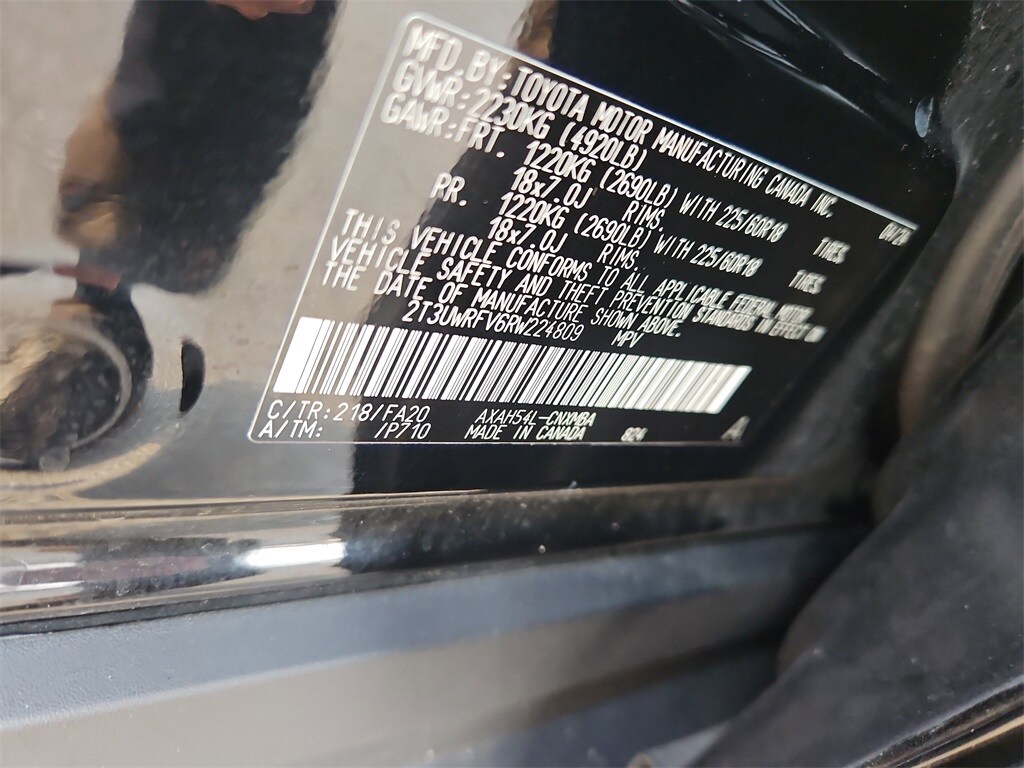 MFD. BY: TOYOTA MOTOR MANUFACTURING CANADA INC.
GVWR: 2230KG (4920LB)
GAWR: FRT. 1220KG (2690LB) WITH 225/60R18 TIRES
18x7.0J RIMS.
PR. 1220KG (2690LB) WITH 225/60R18 TIRES
18x7.0J RIMS.
THIS VEHICLE CONFORMS TO ALL APPLICABLE FEDERAL MOTOR
VEHICLE SAFETY AND THEFT PREVENTION STANDARDS IN EFFECT ON
THE DATE OF MANUFACTURE SHOWN ABOVE.
2T3UWRFV6RW224809 MPV
C/TR: 218/FA20 AXAH54L-CNXMBA
A/TM: /P710 MADE IN CANADA 924 A